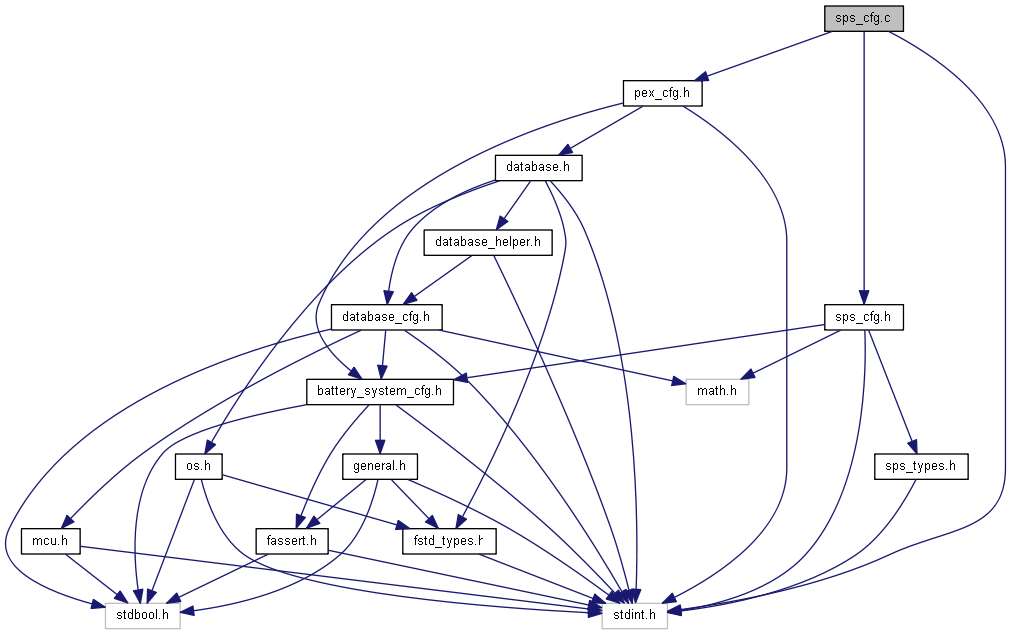 sps_cfg.c
pex_cfg.h
database.h
database_helper.h
database_cfg.h
sps_cfg.h
battery_system_cfg.h
math.h
os.h
general.h
sps_types.h
mcu.h
fassert.h
fstd_types.h
stdbool.h
stdint.h